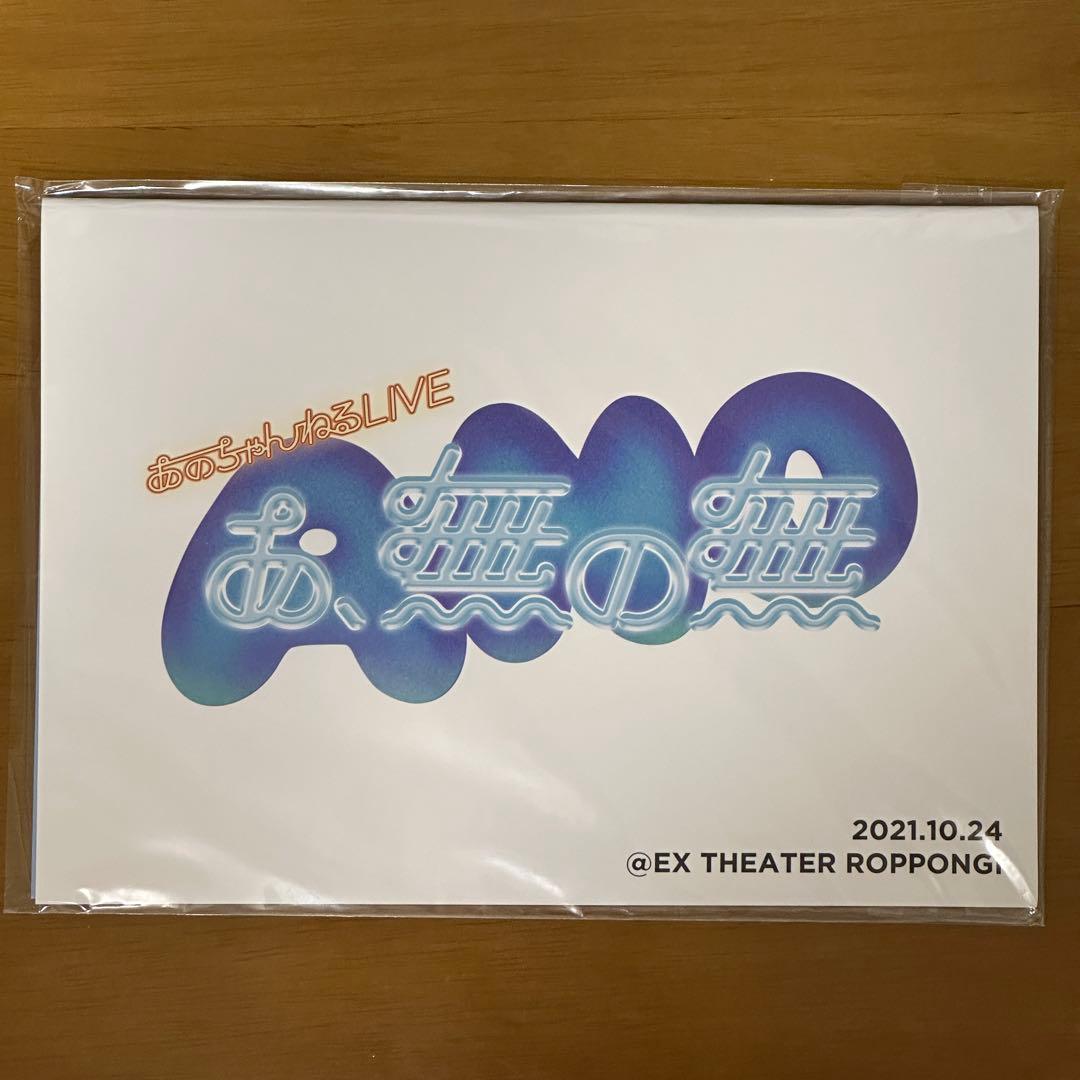 あのちゃんねるLIVE
ANO
あ、無の無
2021.10.24
@EX THEATER ROPPONGI